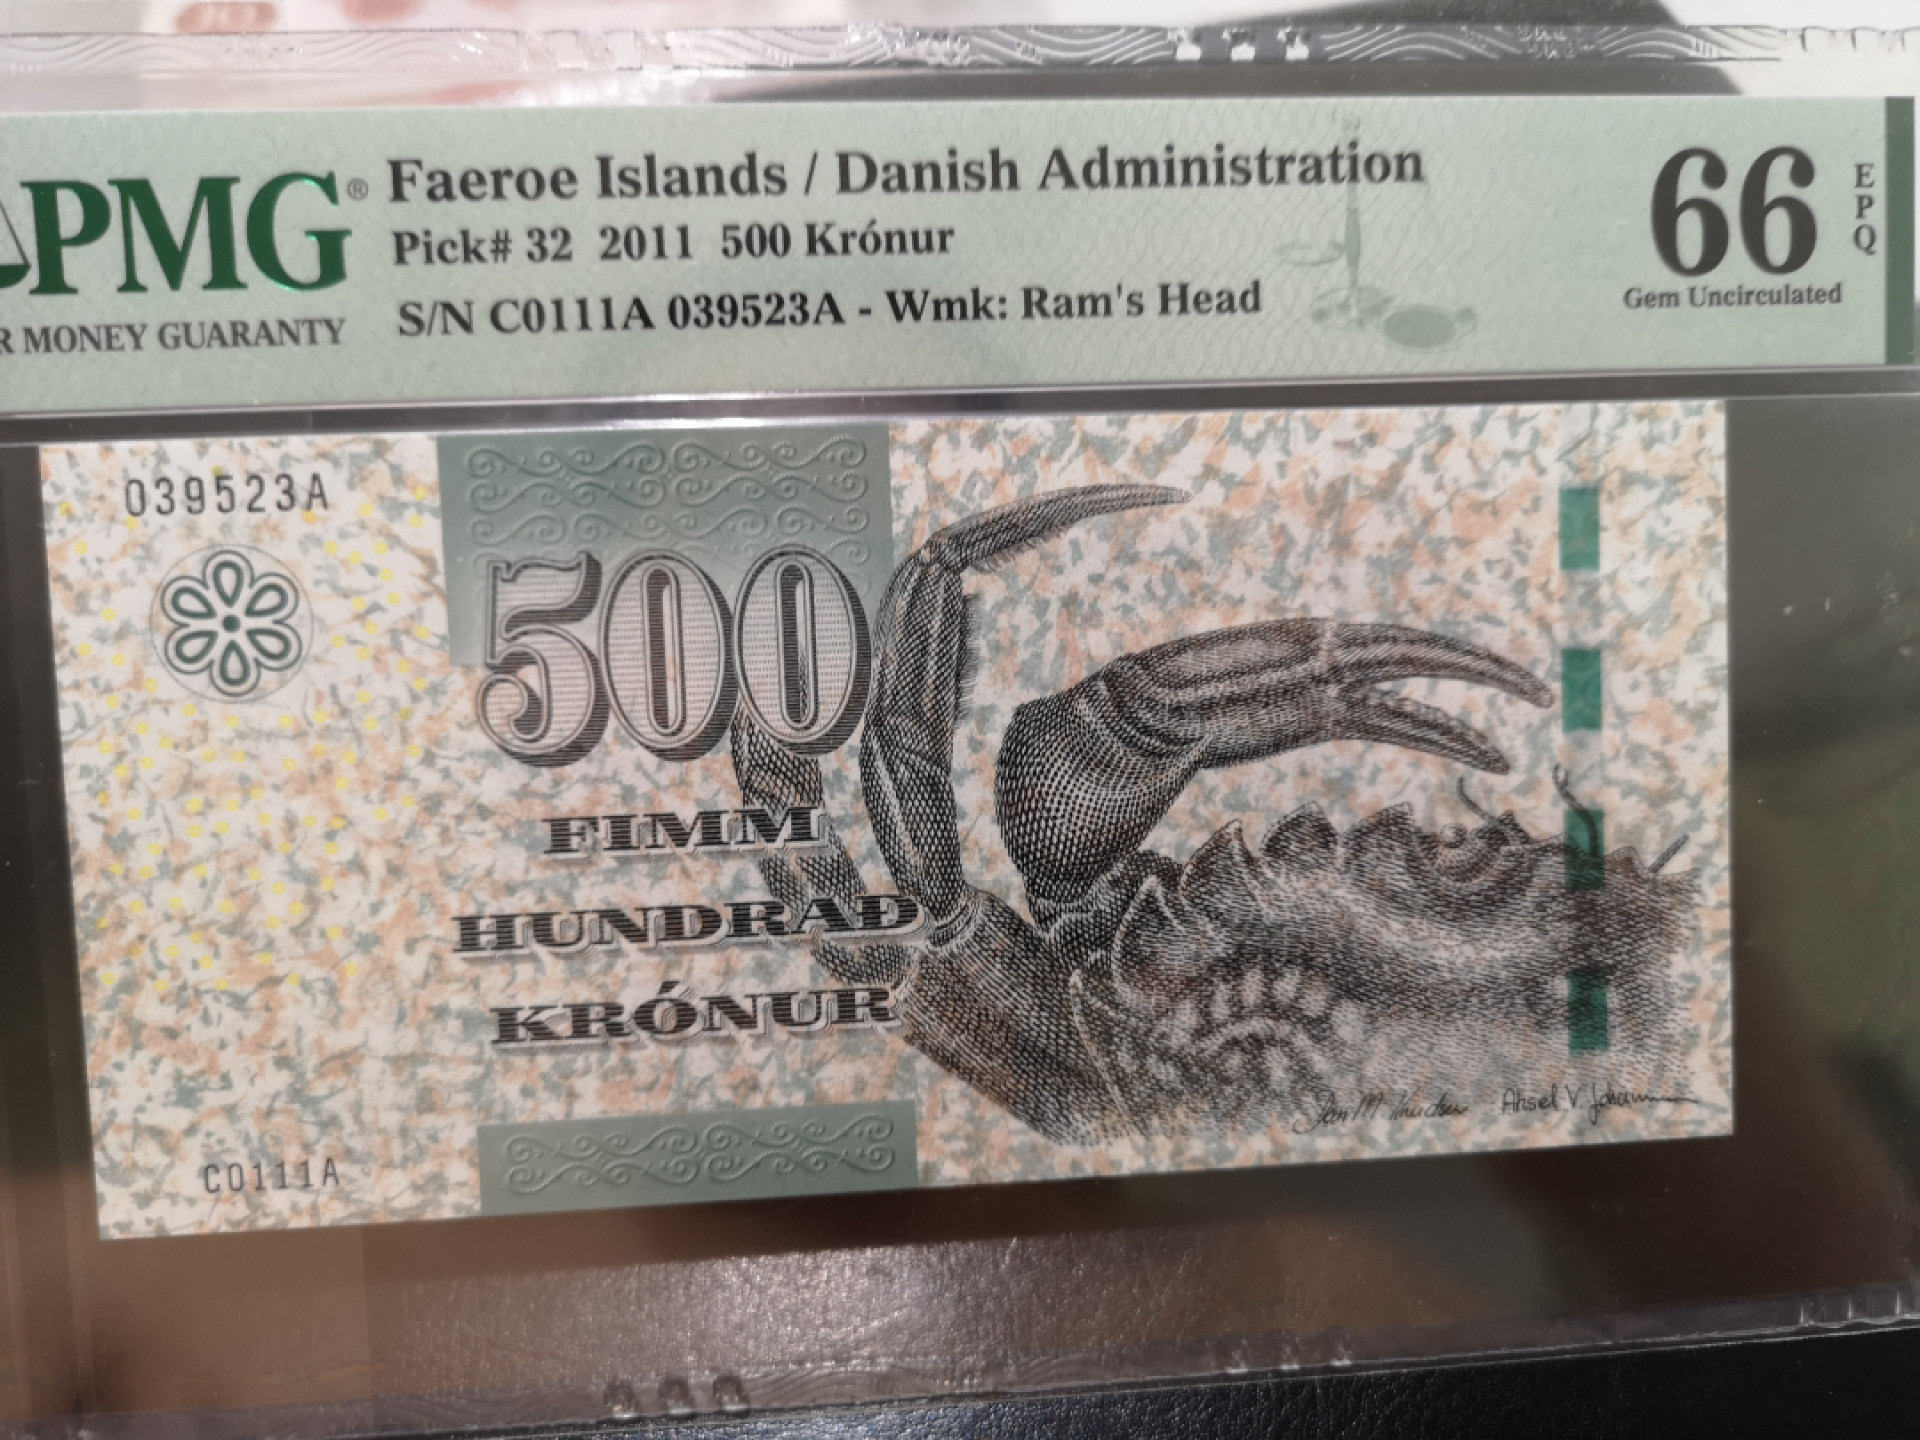 PMG®
R MONEY GUARANTY
Faeroe Islands / Danish Administration
Pick# 32 2011 500 Krónur
S/N C0111A 039523A - Wmk: Ram's Head
66
EPQ
Gem Uncirculated
039523A
500
FIMM
HUNDRAÐ
KRÓNUR
C0111A
Aksel V.